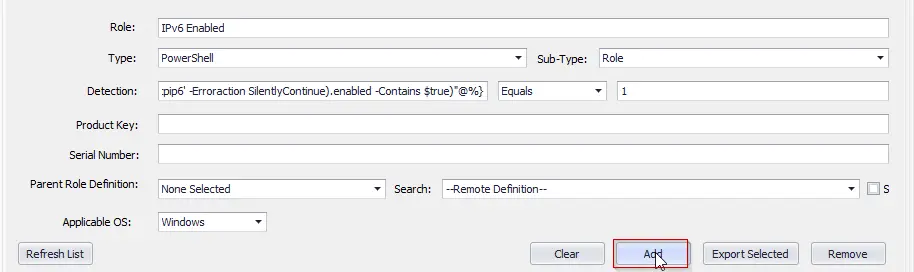 Role: IPv6 Enabled
Type: PowerShell Sub-Type: Role
Detection: :pip6' -Erroraction SilentlyContinue).enabled -Contains $true)"@%} Equals 1
Product Key:
Serial Number:
Parent Role Definition: None Selected Search: --Remote Definition-- S
Applicable OS: Windows
Refresh List Clear Add Export Selected Remove